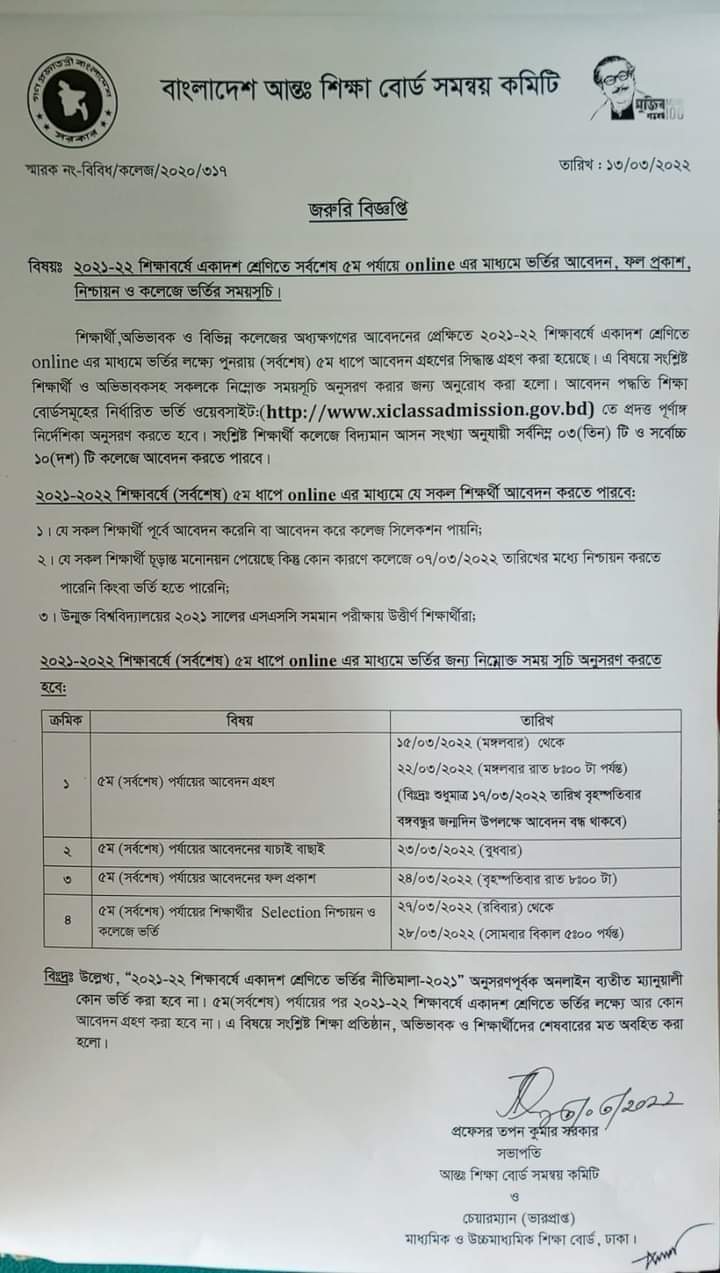 গণপ্রজাতন্ত্রী বাংলাদেশ
সরকার
বাংলাদেশ আন্তঃ শিক্ষা বোর্ড সমন্বয় কমিটি
মুজিব
শতবর্ষ 100
স্মারক নং-বিবিধ/কলেজ/২০২০/৩১৭
তারিখ : ১৩/০৩/২০২২
জরুরি বিজ্ঞপ্তি
বিষয়ঃ ২০২১-২২ শিক্ষাবর্ষে একাদশ শ্রেণিতে সর্বশেষ ৫ম পর্যায়ে online এর মাধ্যমে ভর্তির আবেদন, ফল প্রকাশ,
নিশ্চায়ন ও কলেজে ভর্তির সময়সূচি।
শিক্ষার্থী,অভিভাবক ও বিভিন্ন কলেজের অধ্যক্ষগণের আবেদনের প্রেক্ষিতে ২০২১-২২ শিক্ষাবর্ষে একাদশ শ্রেণিতে
online এর মাধ্যমে ভর্তির লক্ষ্যে পুনরায় (সর্বশেষ) ৫ম ধাপে আবেদন গ্রহণের সিদ্ধান্ত গ্রহণ করা হয়েছে। এ বিষয়ে সংশ্লিষ্ট
শিক্ষার্থী ও অভিভাবকসহ সকলকে নিম্নোক্ত সময়সূচি অনুসরণ করার জন্য অনুরোধ করা হলো। আবেদন পদ্ধতি শিক্ষা
বোর্ডসমূহের নির্ধারিত ভর্তি ওয়েবসাইট:(http://www.xiclassadmission.gov.bd) তে প্রদত্ত পূর্ণাঙ্গ
নির্দেশিকা অনুসরণ করতে হবে। সংশ্লিষ্ট শিক্ষার্থী কলেজে বিদ্যমান আসন সংখ্যা অনুযায়ী সর্বনিম্ন ০৩(তিন) টি ও সর্বোচ্চ
১০(দশ) টি কলেজে আবেদন করতে পারবে।
২০২১-২০২২ শিক্ষাবর্ষে (সর্বশেষ) ৫ম ধাপে online এর মাধ্যমে যে সকল শিক্ষর্থী আবেদন করতে পারবে:
১। যে সকল শিক্ষার্থী পূর্বে আবেদন করেনি বা আবেদন করে কলেজ সিলেকশন পায়নি;
২। যে সকল শিক্ষার্থী চূড়ান্ত মনোনয়ন পেয়েছে কিন্তু কোন কারণে কলেজে ০৭/০৩/২০২২ তারিখের মধ্যে নিশ্চায়ন করতে
পারেনি কিংবা ভর্তি হতে পারেনি;
৩। উন্মুক্ত বিশ্ববিদ্যালয়ের ২০২১ সালের এসএসসি সমমান পরীক্ষায় উত্তীর্ণ শিক্ষার্থীরা;
২০২১-২০২২ শিক্ষাবর্ষে (সর্বশেষ) ৫ম ধাপে online এর মাধ্যমে ভর্তির জন্য নিম্নোক্ত সময় সূচি অনুসরণ করতে
হবে:
ক্রমিক বিষয় তারিখ
১ ৫ম (সর্বশেষ) পর্যায়ের আবেদন গ্রহণ ১৫/০৩/২০২২ (মঙ্গলবার) থেকে
২২/০৩/২০২২ (মঙ্গলবার রাত ৮ঃ০০ টা পর্যন্ত)
(বিঃদ্রঃ শুধুমাত্র ১৭/০৩/২০২২ তারিখ বৃহস্পতিবার
বঙ্গবন্ধুর জন্মদিন উপলক্ষে আবেদন বন্ধ থাকবে)
২ ৫ম (সর্বশেষ) পর্যায়ের আবেদনের যাচাই বাছাই ২৩/০৩/২০২২ (বুধবার)
৩ ৫ম (সর্বশেষ) পর্যায়ের আবেদনের ফল প্রকাশ ২৪/০৩/২০২২ (বৃহস্পতিবার রাত ৮ঃ০০ টা)
৪ ৫ম (সর্বশেষ) পর্যায়ের শিক্ষার্থীর Selection নিশ্চায়ন ও ২৭/০৩/২০২২ (রবিবার) থেকে
কলেজে ভর্তি ২৮/০৩/২০২২ (সোমবার বিকাল ৫ঃ০০ পর্যন্ত)
বিঃদ্রঃ উল্লেখ্য, “২০২১-২২ শিক্ষাবর্ষে একাদশ শ্রেণিতে ভর্তির নীতিমালা-২০২১” অনুসরণপূর্বক অনলাইন ব্যতীত ম্যানুয়ালী
কোন ভর্তি করা হবে না। ৫ম(সর্বশেষ) পর্যায়ের পর ২০২১-২২ শিক্ষাবর্ষে একাদশ শ্রেণিতে ভর্তির লক্ষ্যে আর কোন
আবেদন গ্রহণ করা হবে না। এ বিষয়ে সংশ্লিষ্ট শিক্ষা প্রতিষ্ঠান, অভিভাবক ও শিক্ষার্থীদের শেষবারের মত অবহিত করা
হলো।
প্রফেসর তপন কুমার সরকার
সভাপতি
আন্তঃ শিক্ষা বোর্ড সমন্বয় কমিটি
ও
চেয়ারম্যান (ভারপ্রাপ্ত)
মাধ্যমিক ও উচ্চমাধ্যমিক শিক্ষা বোর্ড, ঢাকা।